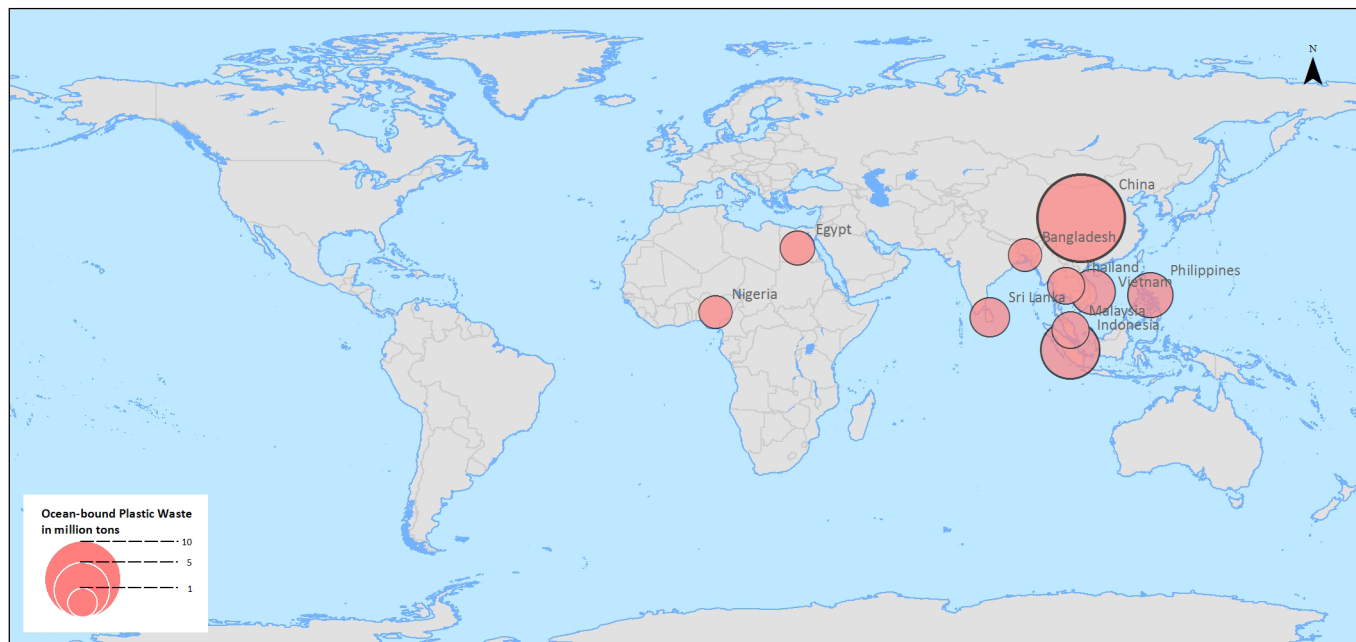 N
China
Egypt
Bangladesh
Thailand
Philippines
Vietnam
Nigeria
Sri Lanka
Malaysia
Indonesia
Ocean-bound Plastic Waste
in million tons
10
5
1